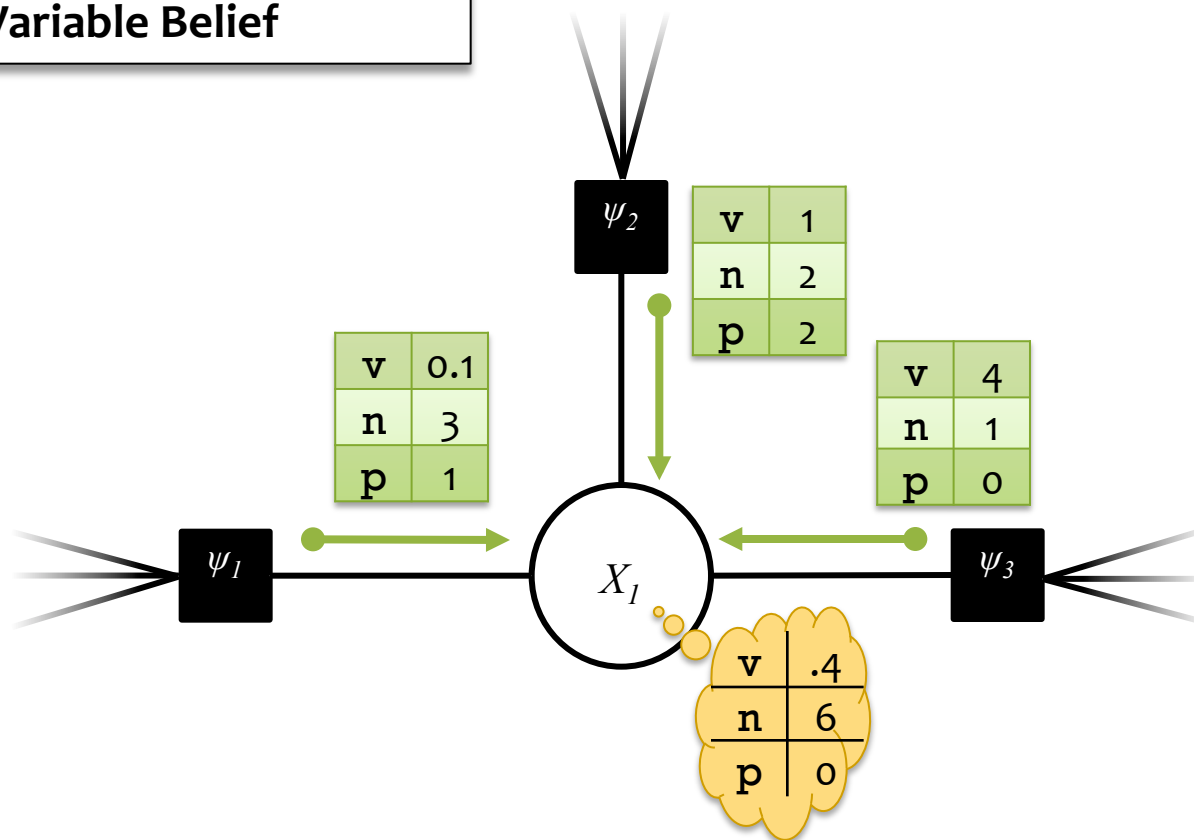 Variable Belief
ψ2
v 1
n 2
p 2
v 0.1
n 3
p 1
v 4
n 1
p 0
ψ1
X1
ψ3
v .4
n 6
p 0